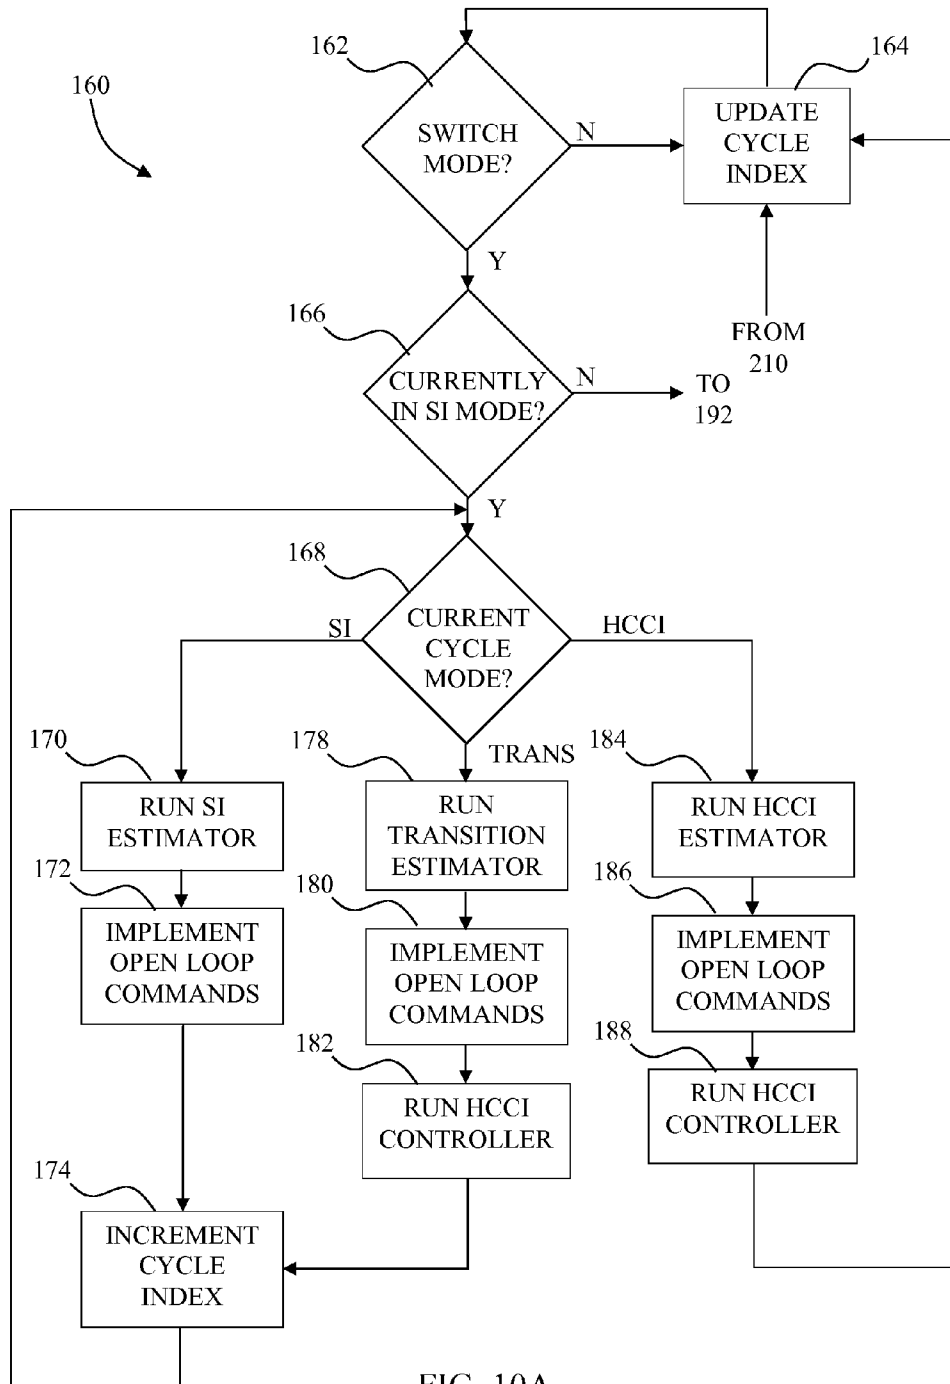 162
164
160
UPDATE
CYCLE
INDEX
SWITCH
MODE?
N
Y
166
FROM
210
CURRENTLY
IN SI MODE?
N
TO
192
Y
168
SI
CURRENT
CYCLE
MODE?
HCCI
TRANS
170
178
184
RUN SI
ESTIMATOR
RUN
TRANSITION
ESTIMATOR
RUN HCCI
ESTIMATOR
172
180
186
IMPLEMENT
OPEN LOOP
COMMANDS
IMPLEMENT
OPEN LOOP
COMMANDS
IMPLEMENT
OPEN LOOP
COMMANDS
182
188
RUN HCCI
CONTROLLER
RUN HCCI
CONTROLLER
174
INCREMENT
CYCLE
INDEX
FIG. 10A